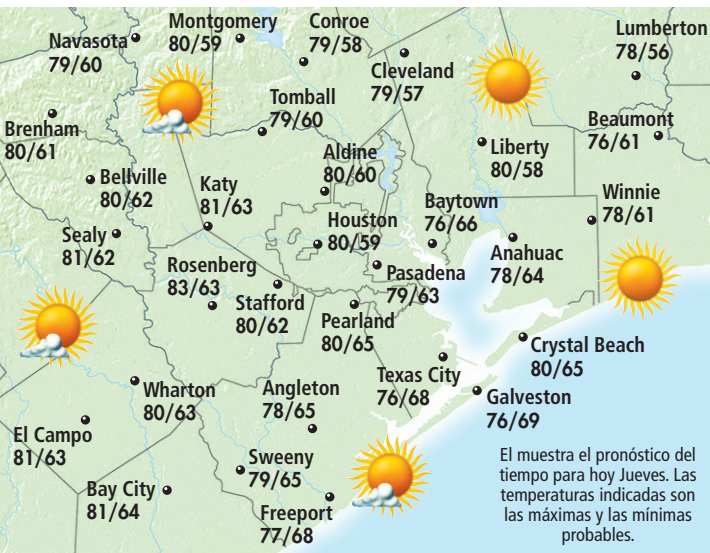 Montgomery
80/59
Conroe
79/58
Lumberton
78/56
Navasota
79/60
Cleveland
79/57
Tomball
79/60
Beaumont
76/61
Brenham
80/61
Liberty
80/58
Aldine
80/60
Bellville
80/62
Katy
81/63
Winnie
78/61
Baytown
76/66
Houston
80/59
Sealy
81/62
Anahuac
78/64
Rosenberg
83/63
Pasadena
79/63
Stafford
80/62
Pearland
80/65
Crystal Beach
80/65
Texas City
76/68
Wharton
80/63
Angleton
78/65
Galveston
76/69
El Campo
81/63
Sweeny
79/65
Bay City
81/64
Freeport
77/68
El muestra el pronóstico del
tiempo para hoy Jueves. Las
temperaturas indicadas son
las máximas y las mínimas
probables.